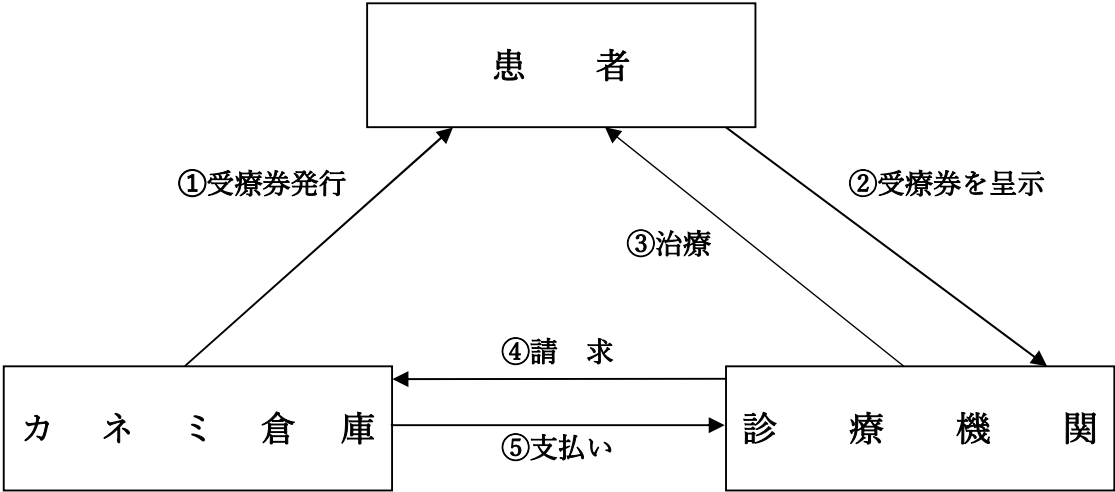 患　者
①受療券発行
②受療券を呈示
③治療
④請　求
カ　ネ　ミ　倉　庫
診　療　機　関
⑤支払い